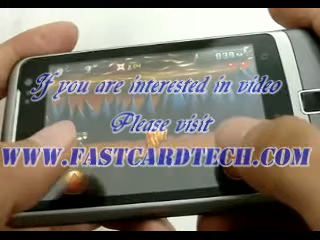 If you are interested in video
Please visit
WWW.FASTCARDTECH.COM